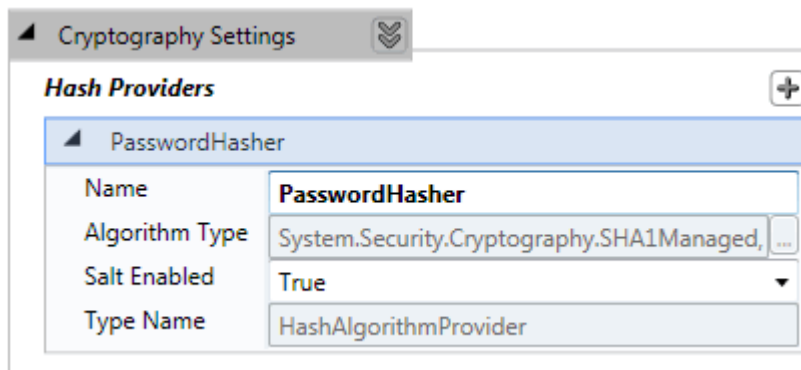 Cryptography Settings
Hash Providers
PasswordHasher
Name PasswordHasher
Algorithm Type System.Security.Cryptography.SHA1Managed, ...
Salt Enabled True
Type Name HashAlgorithmProvider